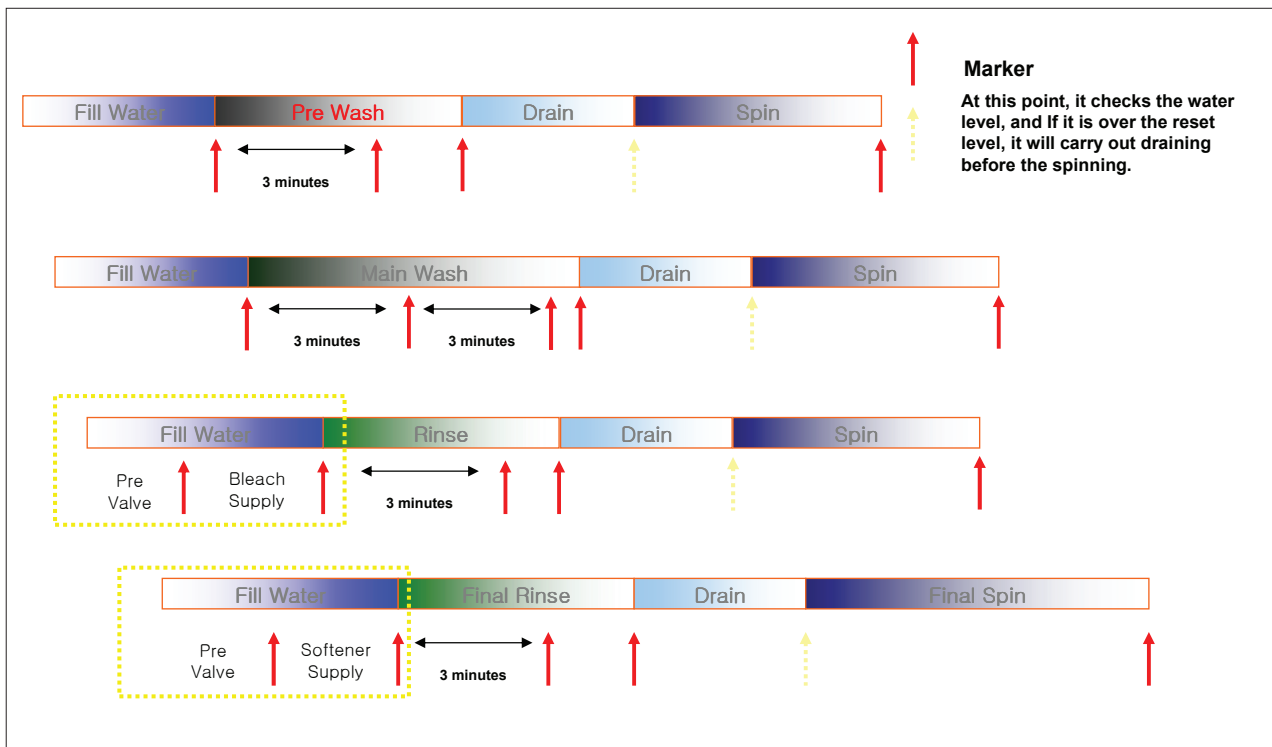 Marker
At this point, it checks the water
level, and If it is over the reset
level, it will carry out draining
before the spinning.
Fill Water Pre Wash Drain Spin
3 minutes
Fill Water Main Wash Drain Spin
3 minutes 3 minutes
Fill Water Rinse Drain Spin
Pre
Valve
Bleach
Supply
3 minutes
Fill Water Final Rinse Drain Final Spin
Pre
Valve
Softener
Supply
3 minutes